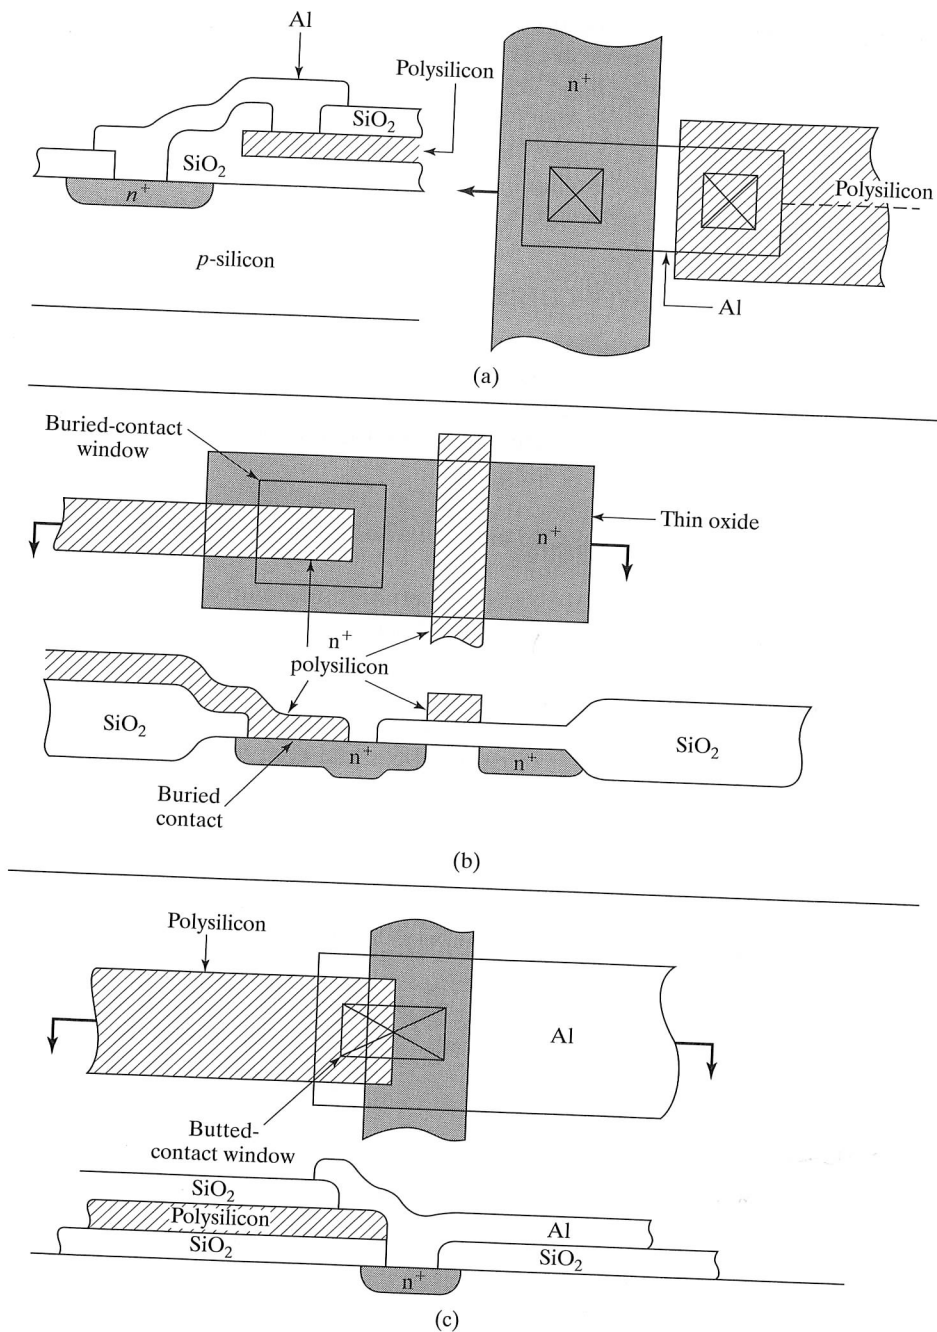 Al
Polysilicon
n+
SiO2
SiO2
n+
Polysilicon
p-silicon
Al
(a)
Buried-contact
window
Thin oxide
n+
n+
polysilicon
SiO2
n+
n+
SiO2
Buried
contact
(b)
Polysilicon
Al
Butted-
contact window
SiO2
Polysilicon
SiO2
Al
SiO2
n+
(c)